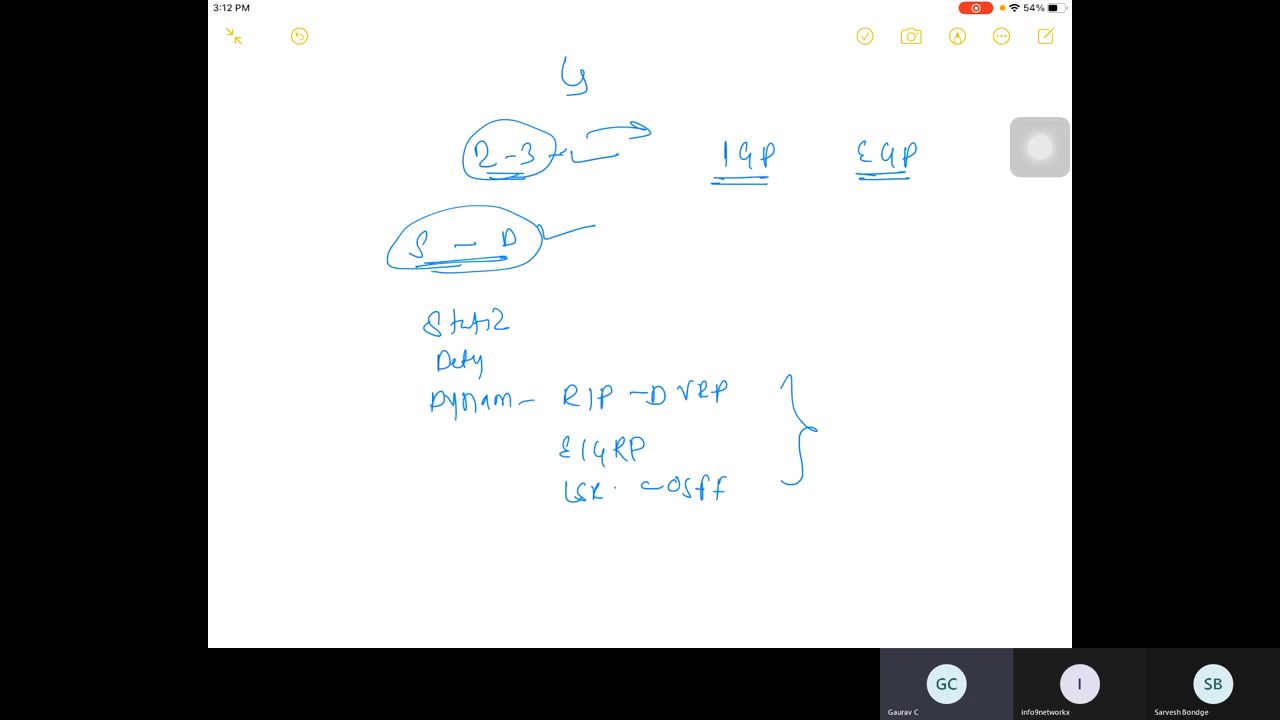 3:12 PM
54%
2-3
IGP
EGP
S - D
Static
Dynam - RIP - DVRP
EIGRP
LSR - OSPF
GC
I
SB
Gaurav C
info9networkx
Sarvesh Bondge